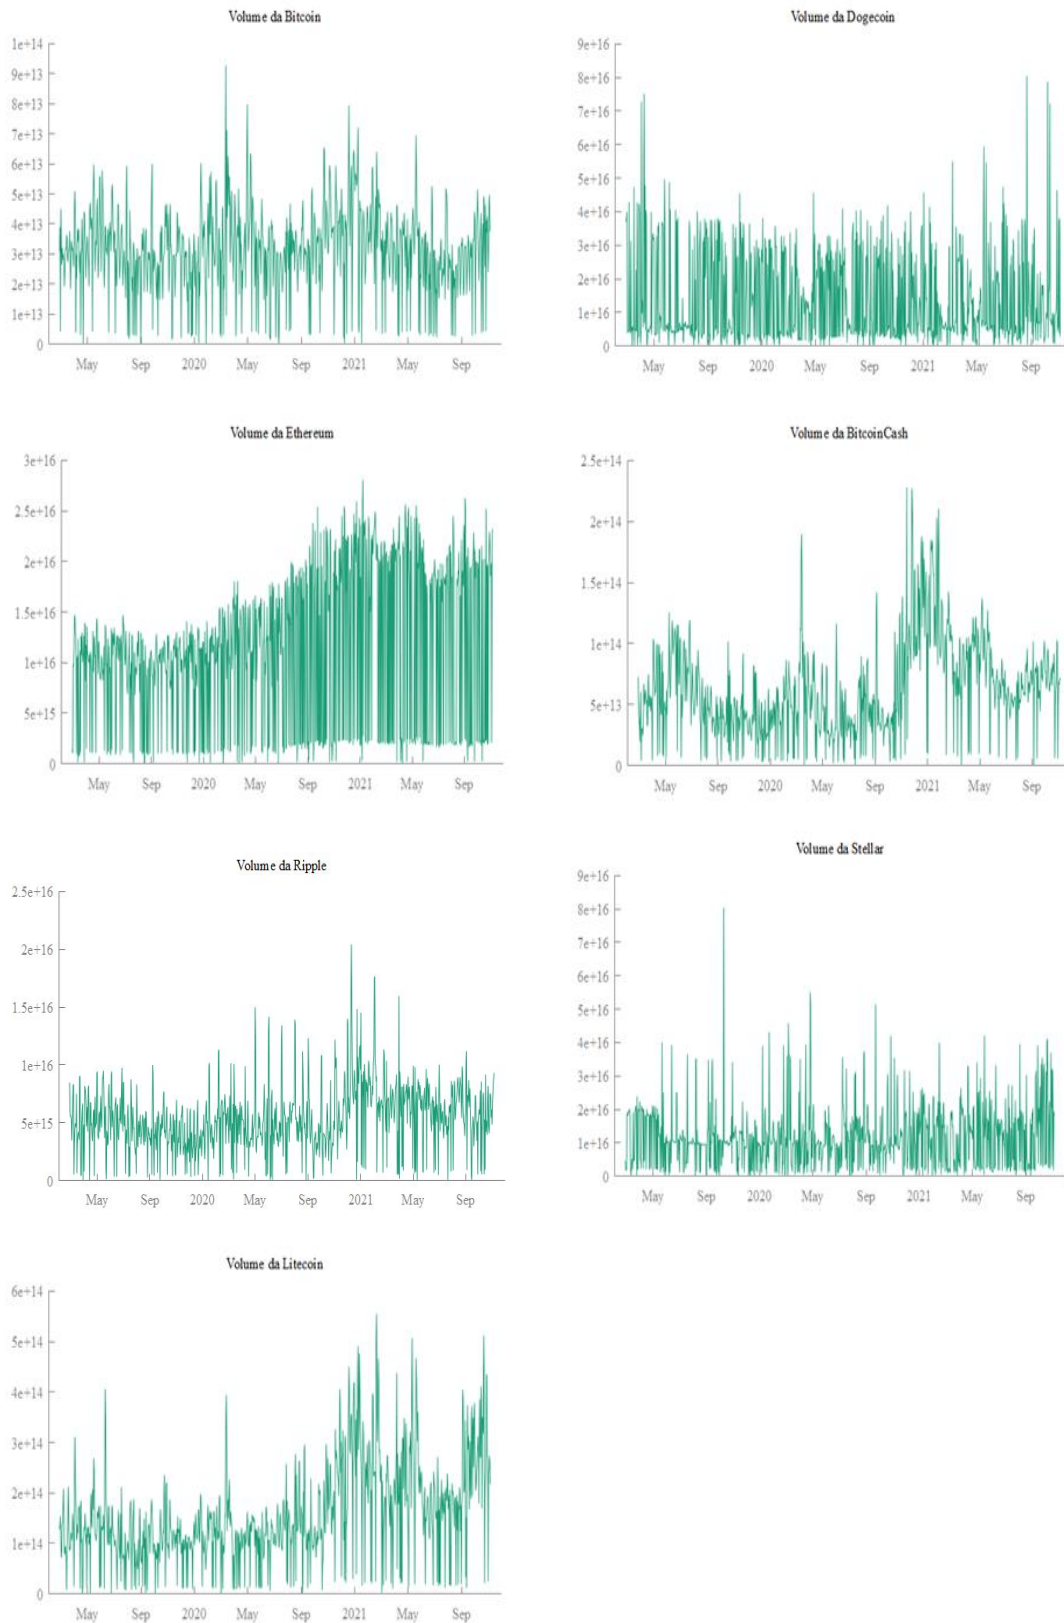 Volume da Bitcoin
1e+14
9e+13
8e+13
7e+13
6e+13
5e+13
4e+13
3e+13
2e+13
1e+13
0
May Sep 2020 May Sep 2021 May Sep
Volume da Dogecoin
9e+16
8e+16
7e+16
6e+16
5e+16
4e+16
3e+16
2e+16
1e+16
0
May Sep 2020 May Sep 2021 May Sep
Volume da Ethereum
3e+16
2.5e+16
2e+16
1.5e+16
1e+16
5e+15
0
May Sep 2020 May Sep 2021 May Sep
Volume da BitcoinCash
2.5e+14
2e+14
1.5e+14
1e+14
5e+13
0
May Sep 2020 May Sep 2021 May Sep
Volume da Ripple
2.5e+16
2e+16
1.5e+16
1e+16
5e+15
0
May Sep 2020 May Sep 2021 May Sep
Volume da Stellar
9e+16
8e+16
7e+16
6e+16
5e+16
4e+16
3e+16
2e+16
1e+16
0
May Sep 2020 May Sep 2021 May Sep
Volume da Litecoin
6e+14
5e+14
4e+14
3e+14
2e+14
1e+14
0
May Sep 2020 May Sep 2021 May Sep